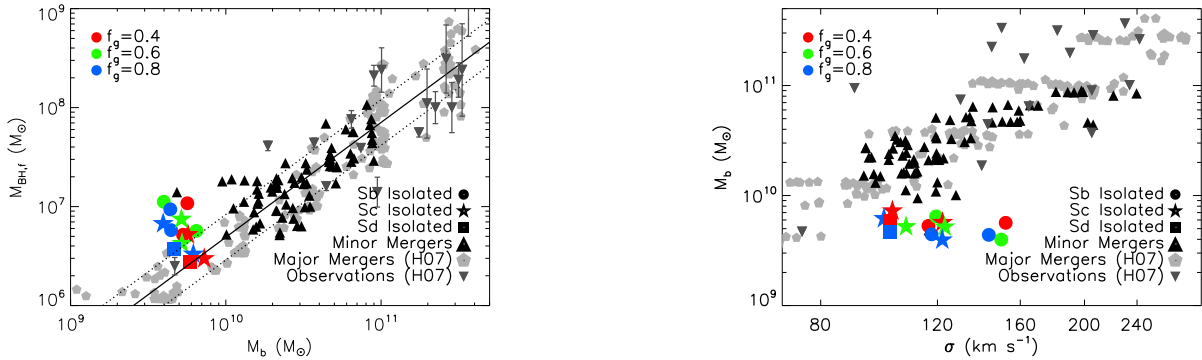 10⁹
10⁸
10⁷
10⁶
M_BH,f (M⊙)
f_g=0.4
f_g=0.6
f_g=0.8
Sb Isolated
Sc Isolated
Sd Isolated
Minor Mergers
Major Mergers (H07)
Observations (H07)
10⁹ 10¹⁰ 10¹¹
M_b (M⊙)
10¹¹
10¹⁰
10⁹
M_b (M⊙)
f_g=0.4
f_g=0.6
f_g=0.8
Sb Isolated
Sc Isolated
Sd Isolated
Minor Mergers
Major Mergers (H07)
Observations (H07)
80 120 160 200 240
σ (km s⁻¹)